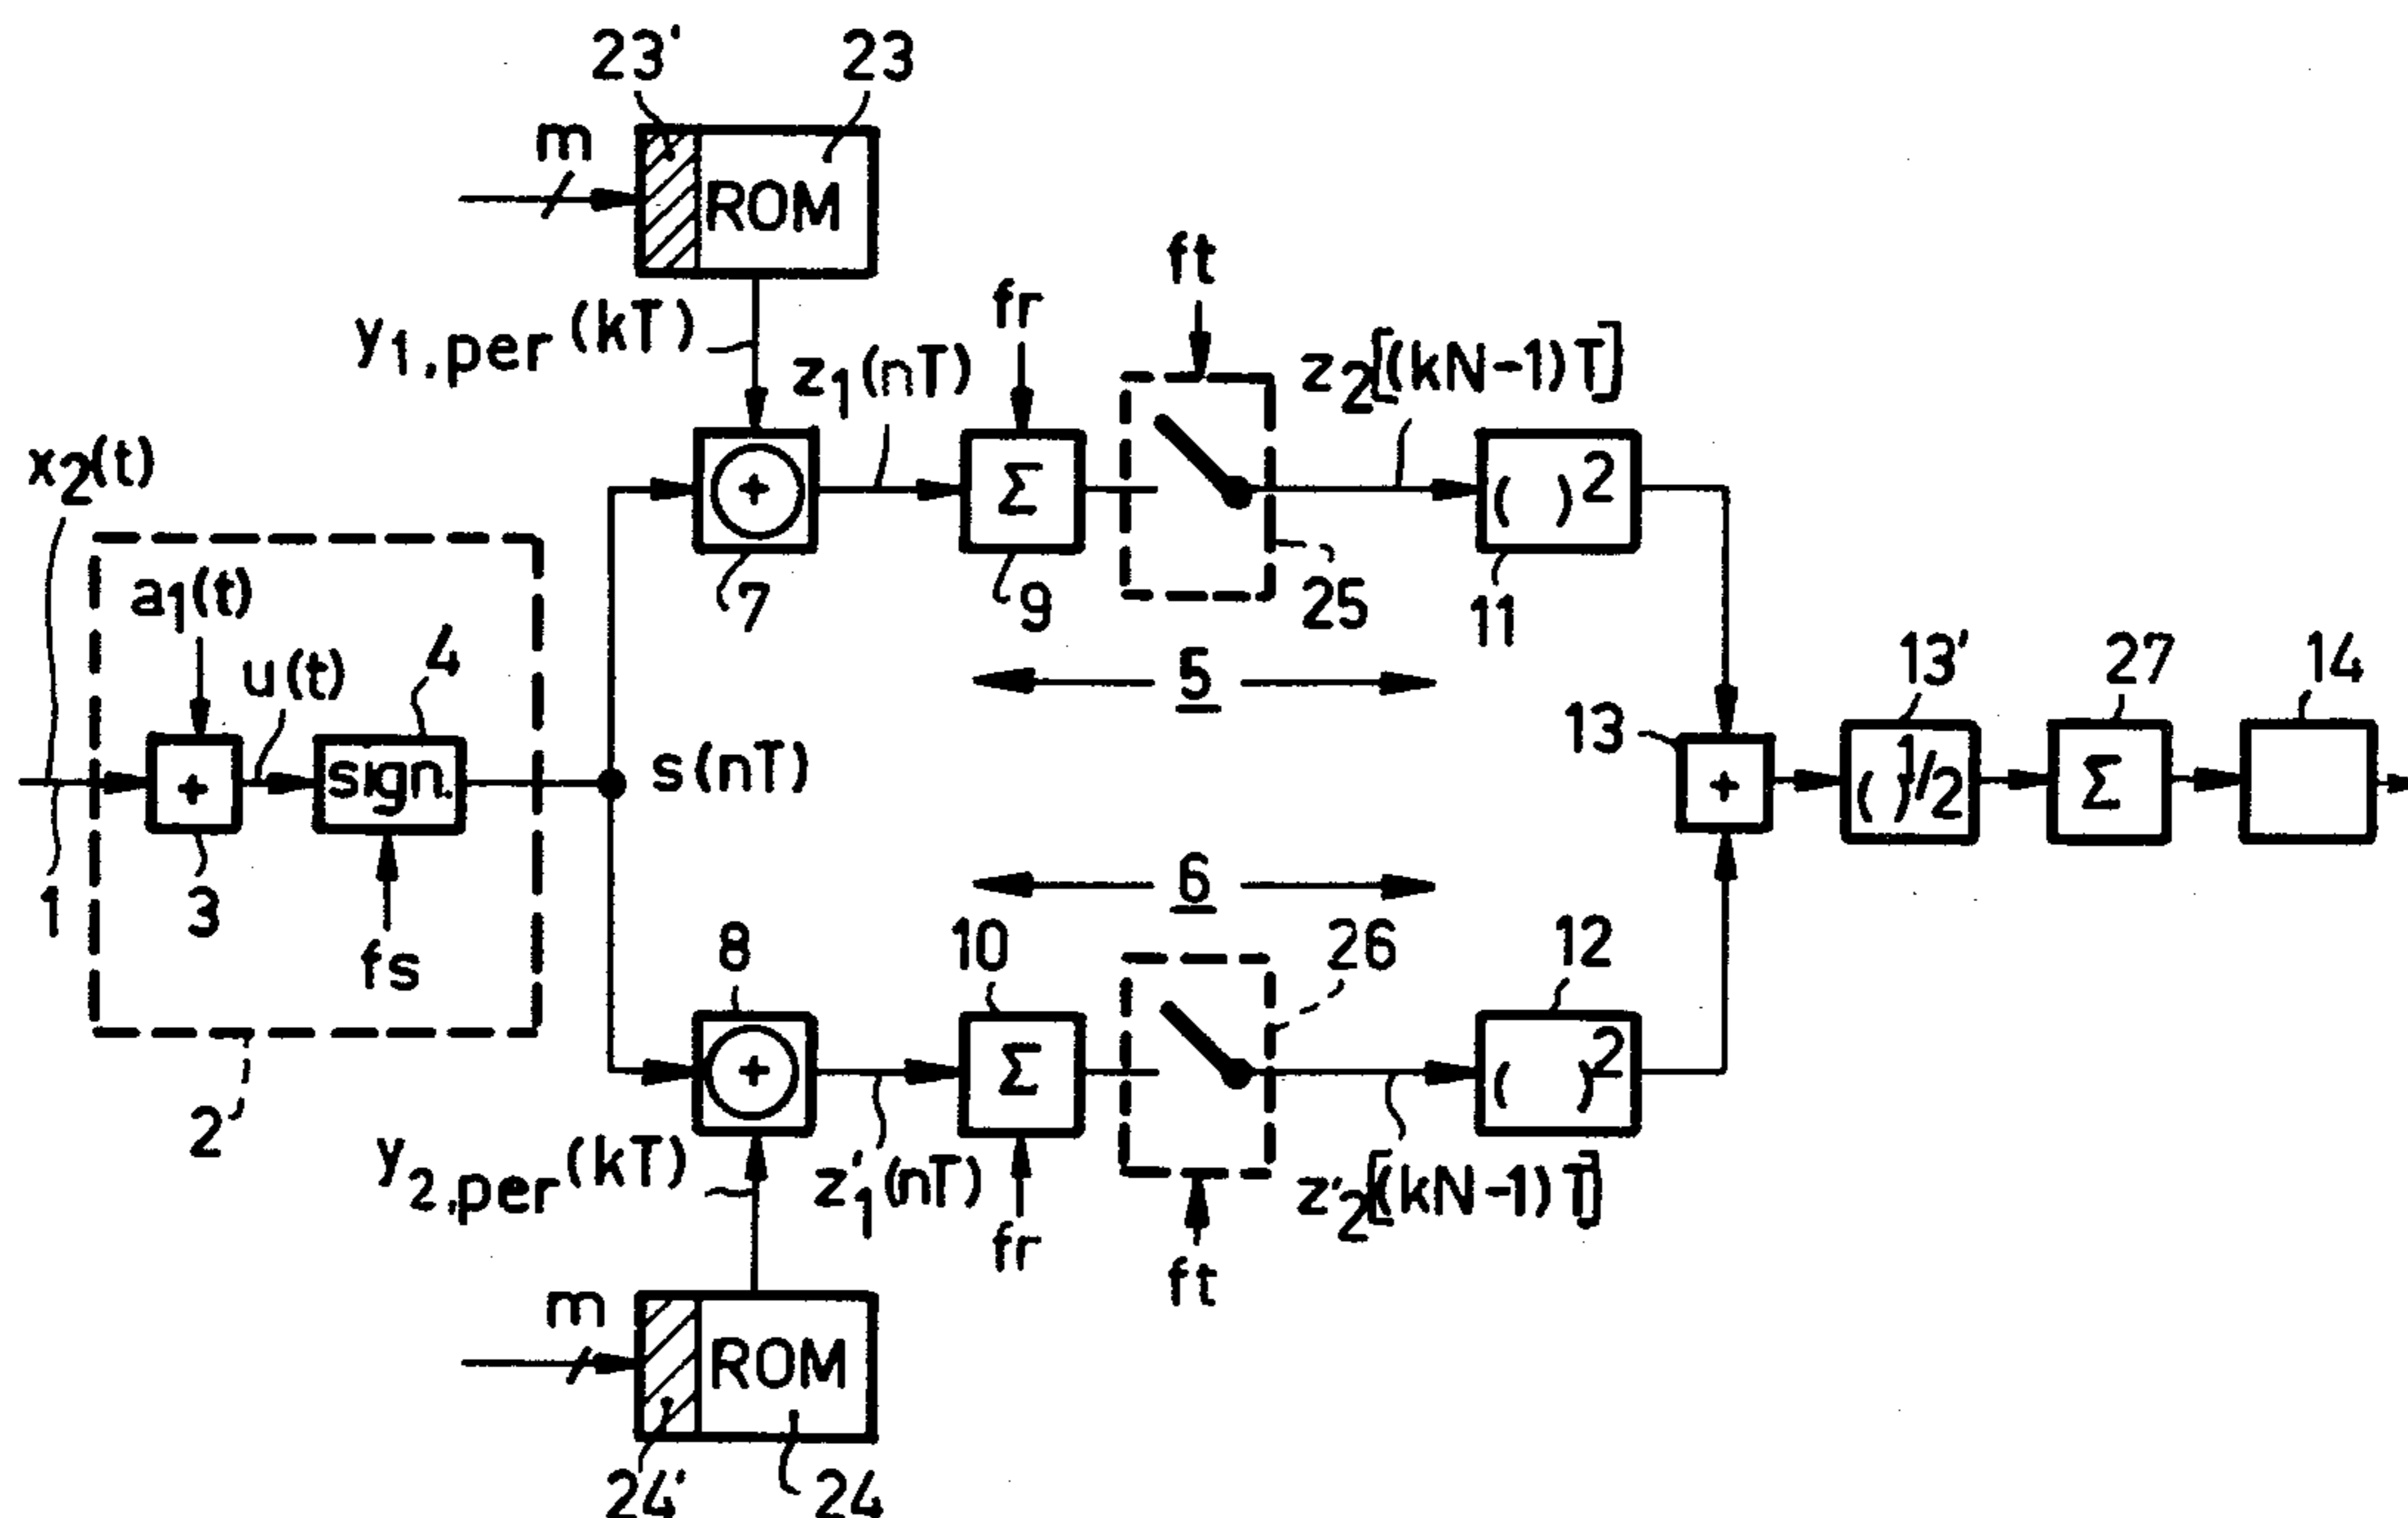 23' 23
m
ROM
ft
fr
y1,per(kT)
z1(nT)
z2[(kN-1)T]
x2(t)
+
Σ
( )2
a1(t)
7
9
25
11
u(t)
4
5
13'
27
14
13
s(nT)
+
sign.
+
( )1/2
Σ
1
3
6
fs
8
10
26
12
+
Σ
( )2
2'
y2,per(kT)
z'1(nT)
z'2[(kN-1)T]
fr
ft
m
ROM
24' 24